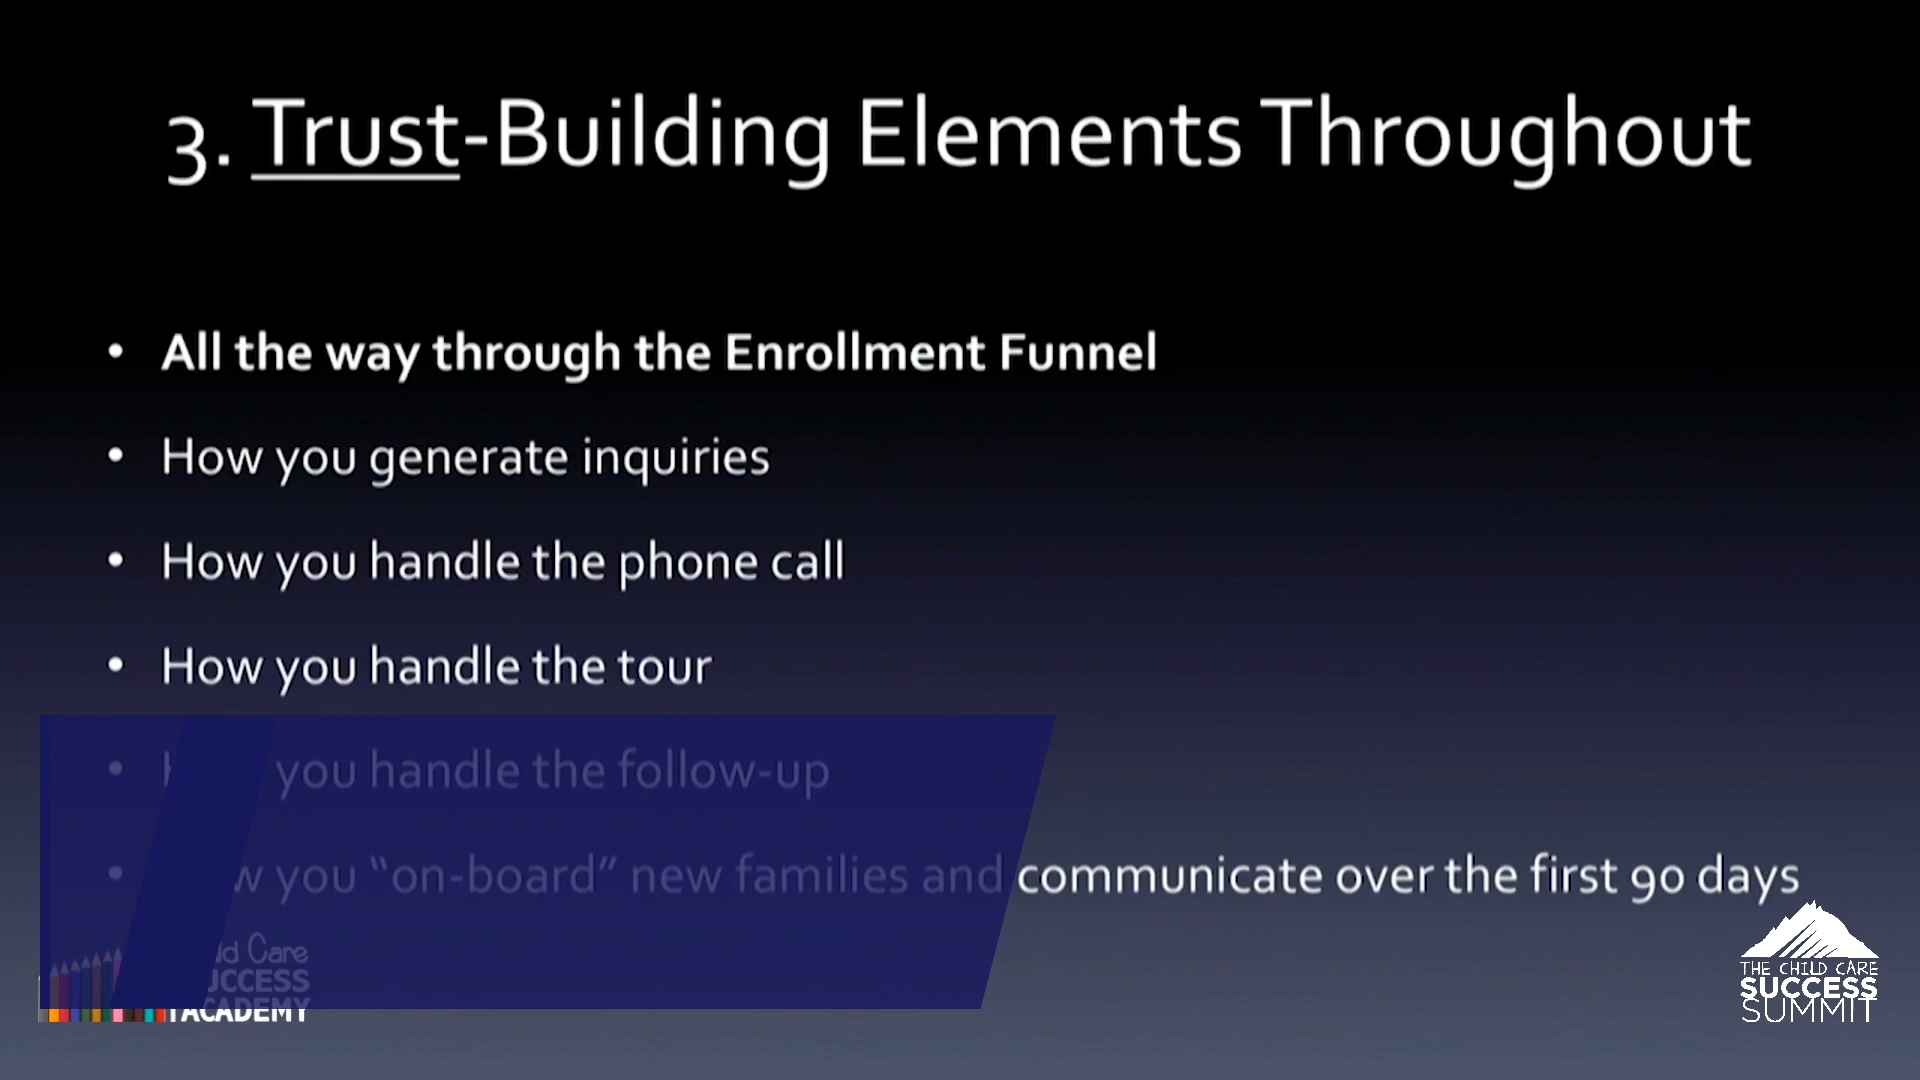 3. Trust-Building Elements Throughout
• All the way through the Enrollment Funnel
• How you generate inquiries
• How you handle the phone call
• How you handle the tour
• you handle the follow-up
• you “on-board” new families and communicate over the first 90 days
Care
ACADEMY
THE CHILD CARE
SUCCESS
SUMMIT